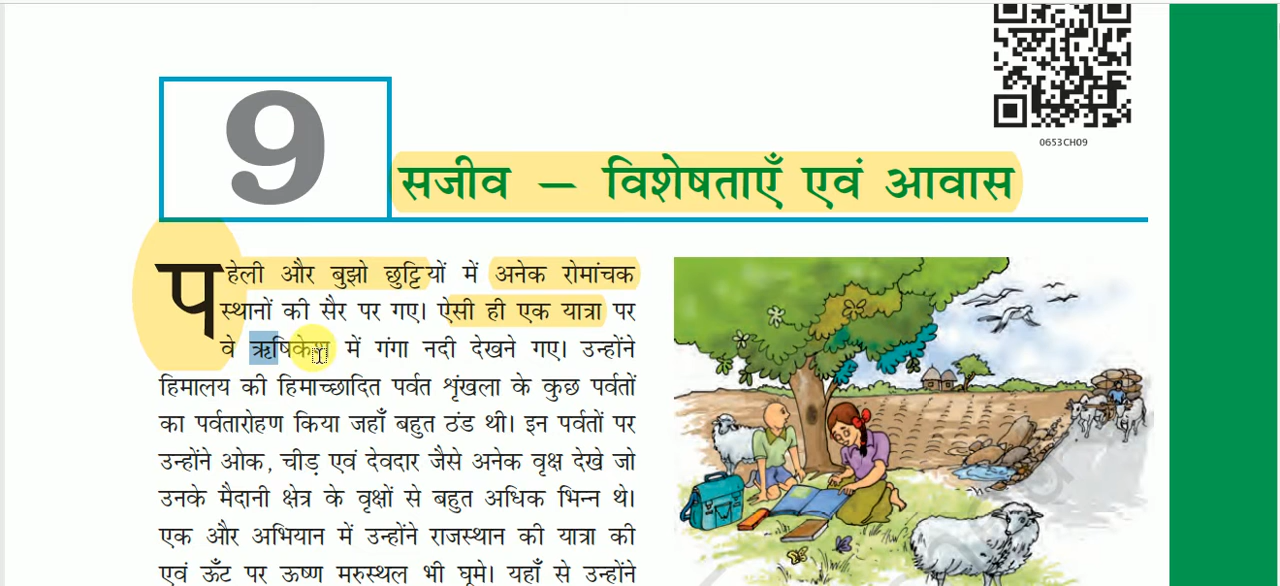 0653CH09
9
सजीव – विशेषताएँ एवं आवास
पहेली और बुझो छुट्टियों में अनेक रोमांचक
स्थानों की सैर पर गए। ऐसी ही एक यात्रा पर
वे ऋषिकेश में गंगा नदी देखने गए। उन्होंने
हिमालय की हिमाच्छादित पर्वत शृंखला के कुछ पर्वतों
का पर्वतारोहण किया जहाँ बहुत ठंड थी। इन पर्वतों पर
उन्होंने ओक, चीड़ एवं देवदार जैसे अनेक वृक्ष देखे जो
उनके मैदानी क्षेत्र के वृक्षों से बहुत अधिक भिन्न थे।
एक और अभियान में उन्होंने राजस्थान की यात्रा की
एवं ऊँट पर ऊष्ण मरुस्थल भी घूमे। यहाँ से उन्होंने